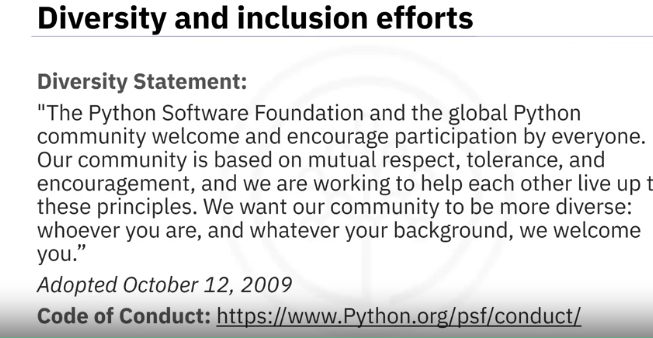 Diversity and inclusion efforts
Diversity Statement:
"The Python Software Foundation and the global Python
community welcome and encourage participation by everyone.
Our community is based on mutual respect, tolerance, and
encouragement, and we are working to help each other live up t
these principles. We want our community to be more diverse:
whoever you are, and whatever your background, we welcome
you.”
Adopted October 12, 2009
Code of Conduct: https://www.Python.org/psf/conduct/